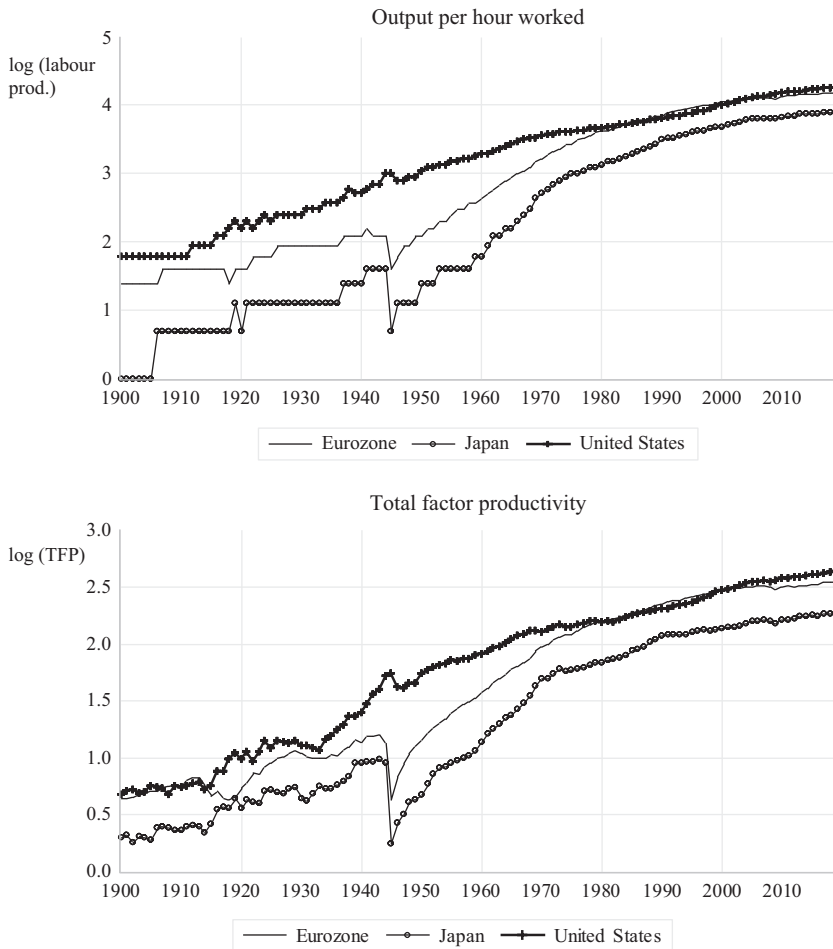 Output per hour worked
log (labour
prod.)
5
4
3
2
1
0
1900 1910 1920 1930 1940 1950 1960 1970 1980 1990 2000 2010
Eurozone Japan United States
Total factor productivity
log (TFP)
3.0
2.5
2.0
1.5
1.0
0.5
0.0
1900 1910 1920 1930 1940 1950 1960 1970 1980 1990 2000 2010
Eurozone Japan United States